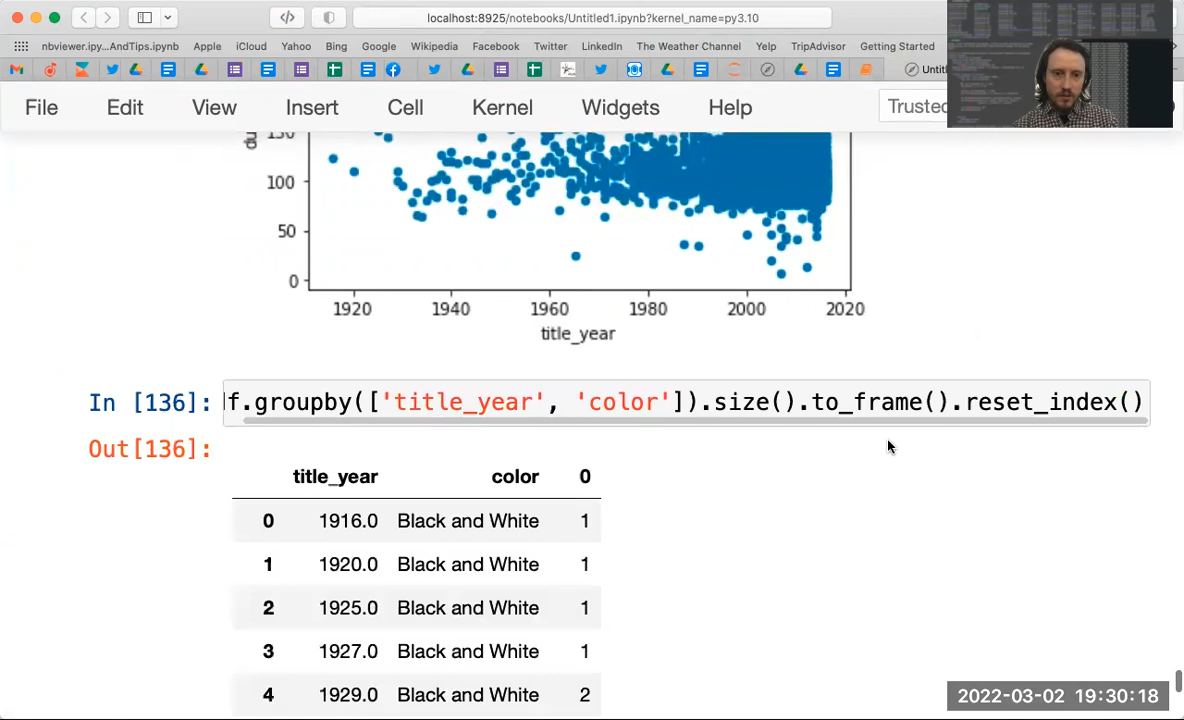 localhost:8925/notebooks/Untitled1.ipynb?kernel_name=py3.10
nbviewer.ipy...AndTips.ipynb Apple iCloud Yahoo Bing Google Wikipedia Facebook Twitter LinkedIn The Weather Channel Yelp TripAdvisor Getting Started
Untitl
File Edit View Insert Cell Kernel Widgets Help Trusted
du
150
100
50
0
1920 1940 1960 1980 2000 2020
title_year
In [136]: df.groupby(['title_year', 'color']).size().to_frame().reset_index()
Out[136]:
title_year color 0
0 1916.0 Black and White 1
1 1920.0 Black and White 1
2 1925.0 Black and White 1
3 1927.0 Black and White 1
4 1929.0 Black and White 2
2022-03-02 19:30:18